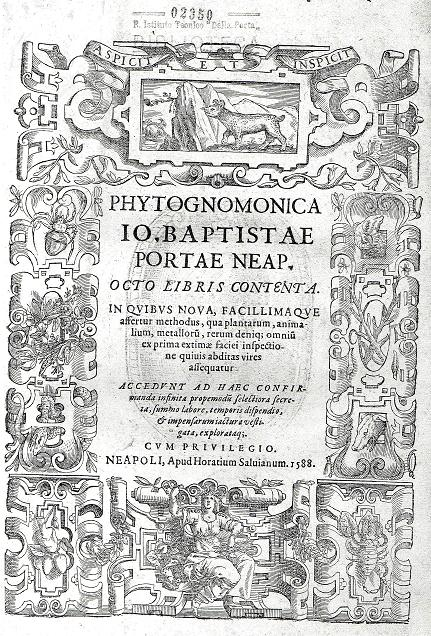 02350
R. Istituto Tecnico "Della Porta"
ASPICIT ET INSPICIT
PHYTOGNOMONICA
IO. BAPTISTAE
PORTAE NEAP.
OCTO LIBRIS CONTENTA.
IN QVIBVS NOVA, FACILLIMAQVE
affertur methodus, qua plantarum, anima-
lium, metallorũ, rerum deniq; omniũ
ex prima extimæ faciei inspectio-
ne quiuis abditas vires
assequatur
ACCEDVNT AD HAEC CONFIR-
manda infinita propemodũ selectiora secre-
ta, summo labore, temporis dispendio,
& impensarum iactura vesti-
gata, explorataq;.
CVM PRIVILEGIO.
NEAPOLI, Apud Horatium Saluianum. 1588.